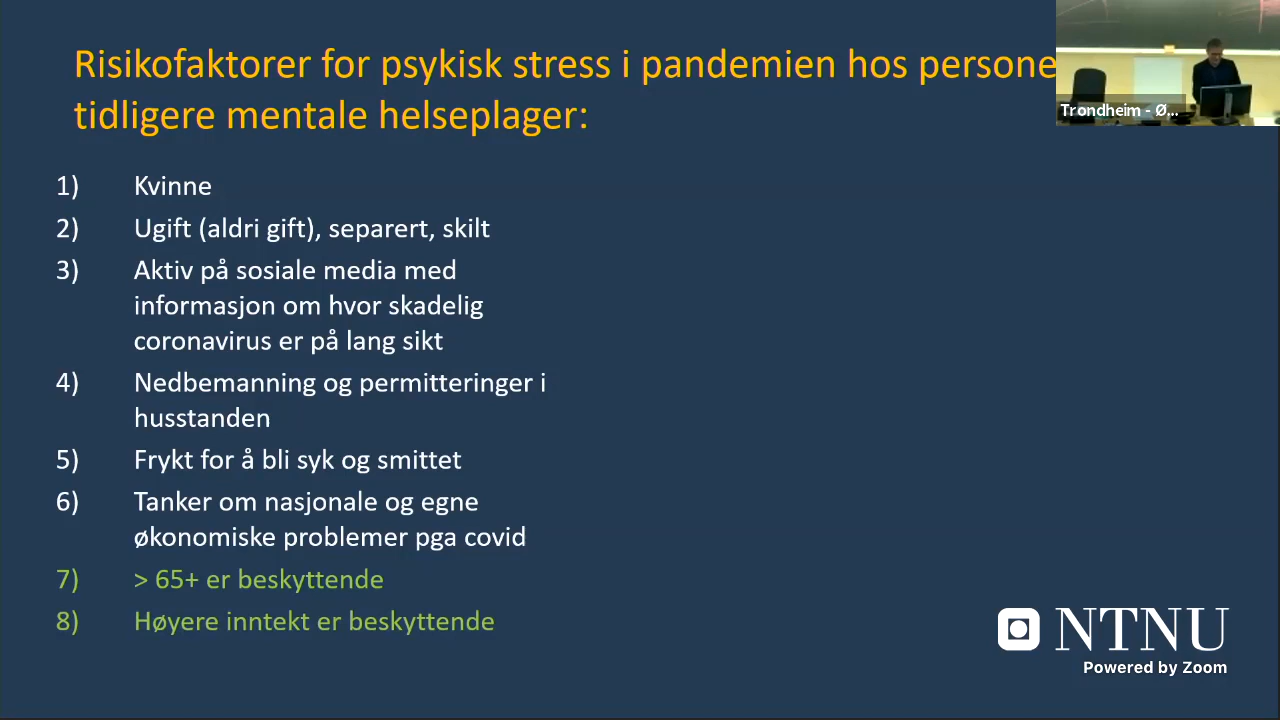 Risikofaktorer for psykisk stress i pandemien hos persone
tidligere mentale helseplager:
Trondheim - Ø...
1) Kvinne
2) Ugift (aldri gift), separert, skilt
3) Aktiv på sosiale media med
informasjon om hvor skadelig
coronavirus er på lang sikt
4) Nedbemanning og permitteringer i
husstanden
5) Frykt for å bli syk og smittet
6) Tanker om nasjonale og egne
økonomiske problemer pga covid
7) > 65+ er beskyttende
8) Høyere inntekt er beskyttende
NTNU
Powered by Zoom